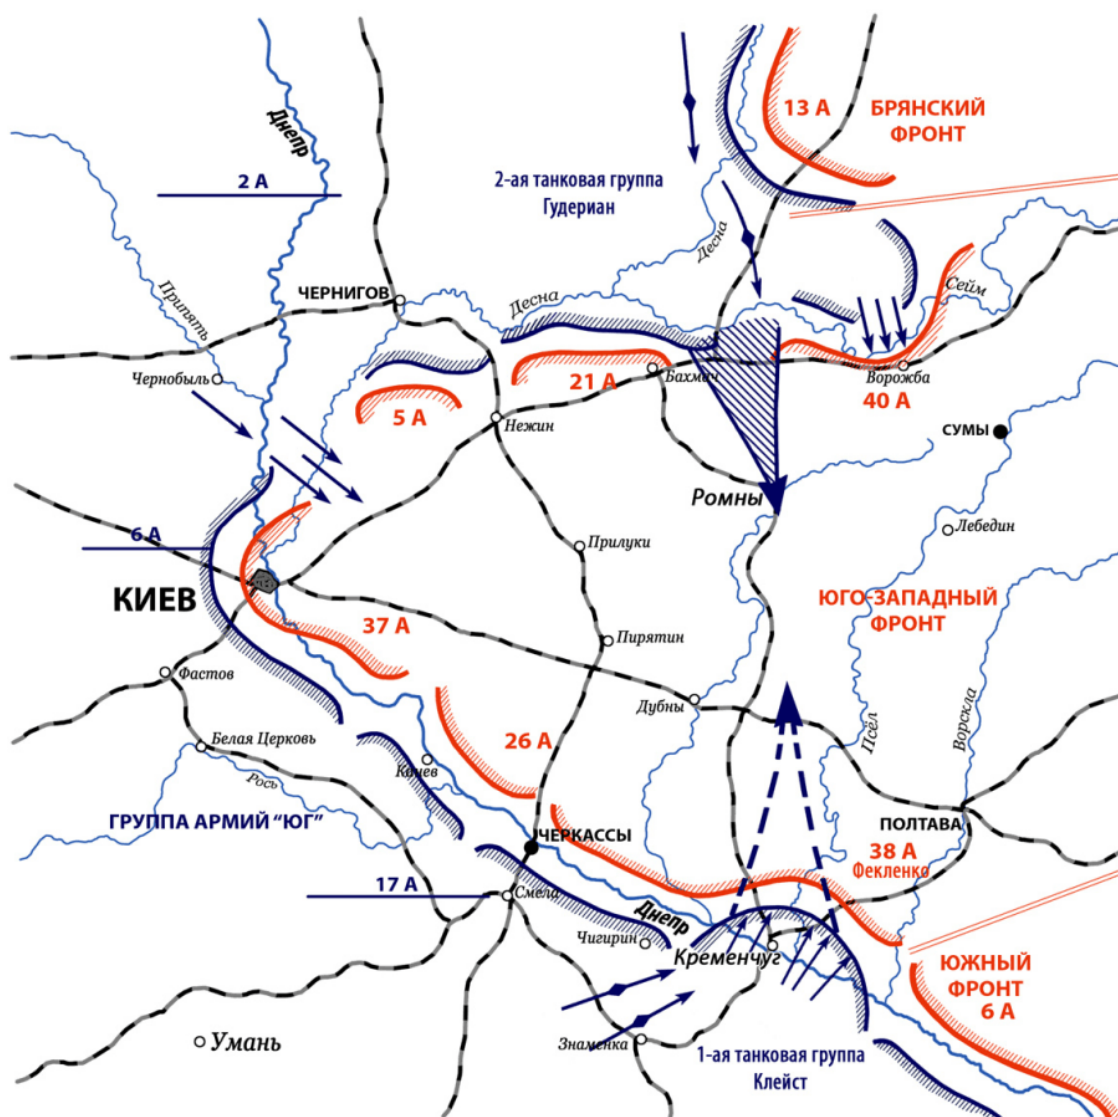 Днепр
13 А
БРЯНСКИЙ
ФРОНТ
2 А
2-ая танковая группа
Гудериан
Десна
Припять
ЧЕРНИГОВ
Десна
Сейм
Чернобыль
21 А
Бахмач
Ворожба
40 А
5 А
Нежин
СУМЫ
Ромны
6 А
Прилуки
Лебедин
КИЕВ
37 А
ЮГО-ЗАПАДНЫЙ
ФРОНТ
Пирятин
Фастов
Дубны
Псёл
Ворскла
Белая Церковь
26 А
Канев
Рось
ГРУППА АРМИЙ "ЮГ"
ЧЕРКАССЫ
ПОЛТАВА
38 А
Фекленко
17 А
Смела
Днепр
Чигирин
Кременчуг
ЮЖНЫЙ
ФРОНТ
6 А
Умань
Знаменка
1-ая танковая группа
Клейст